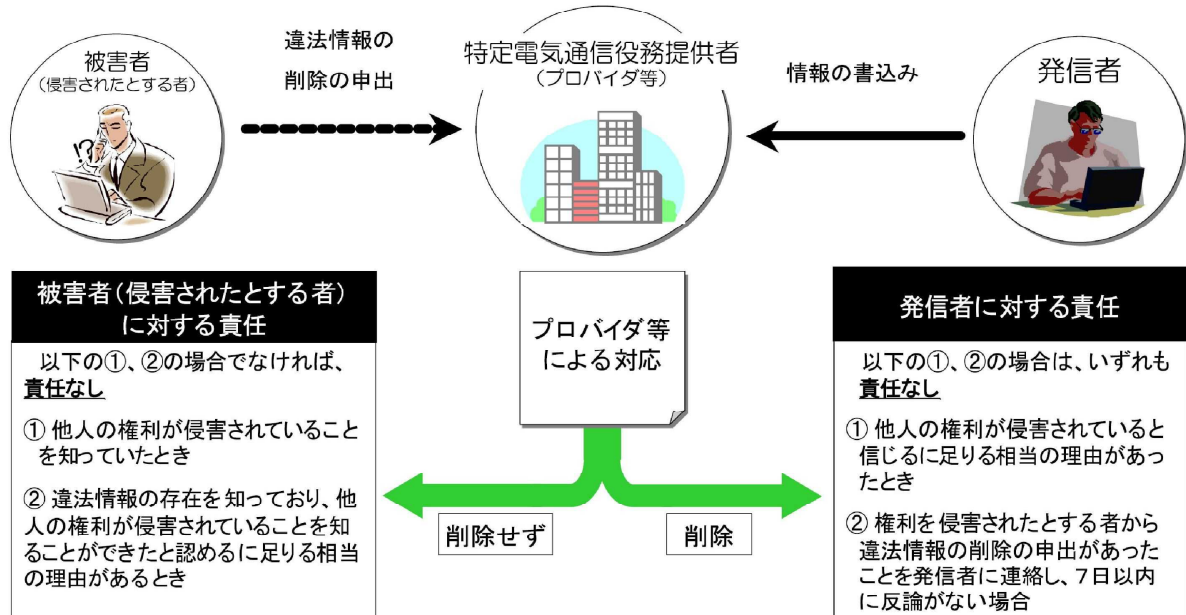 被害者
(侵害されたとする者)
!?
違法情報の
削除の申出
特定電気通信役務提供者
(プロバイダ等)
情報の書込み
発信者
被害者(侵害されたとする者)
に対する責任
以下の①、②の場合でなければ、
責任なし
① 他人の権利が侵害されていること
を知っていたとき
② 違法情報の存在を知っており、他
人の権利が侵害されていることを知
ることができたと認めるに足りる相当
の理由があるとき
プロバイダ等
による対応
削除せず
削除
発信者に対する責任
以下の①、②の場合は、いずれも
責任なし
① 他人の権利が侵害されていると
信じるに足りる相当の理由があっ
たとき
② 権利を侵害されたとする者から
違法情報の削除の申出があった
ことを発信者に連絡し、7日以内
に反論がない場合